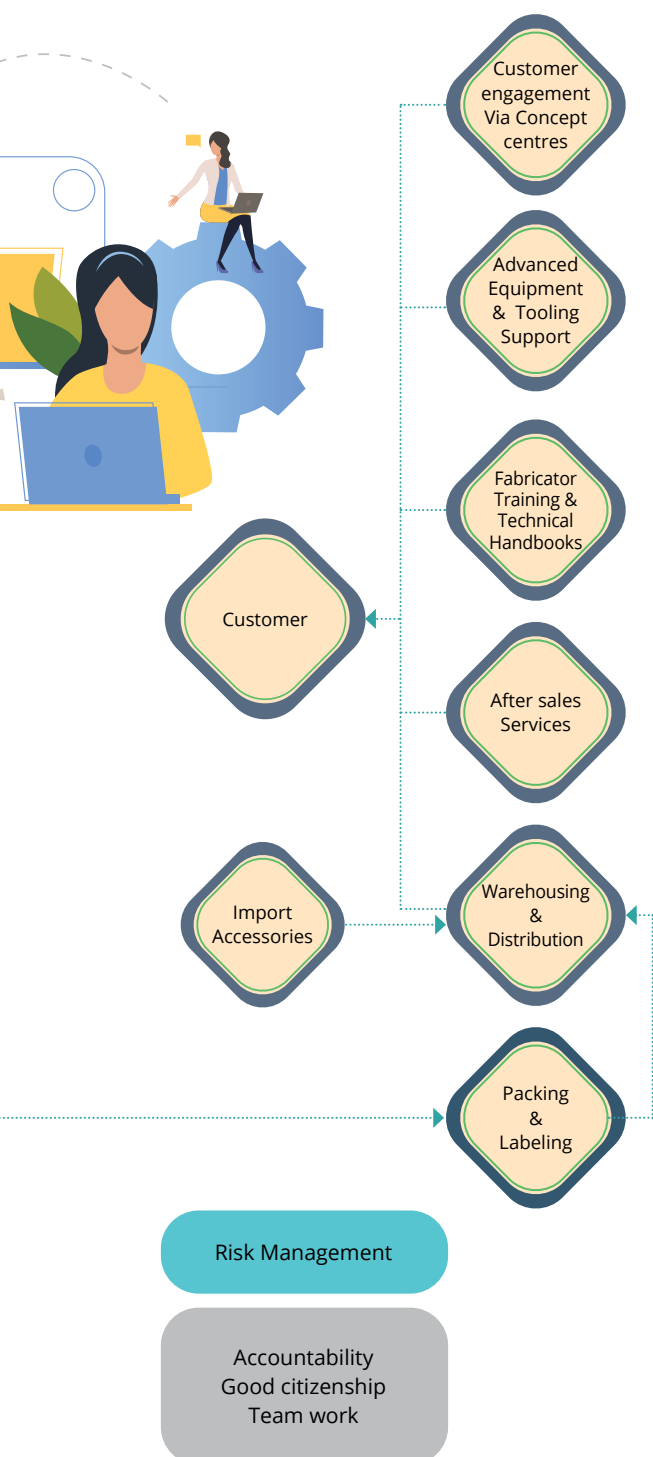 Customer
engagement
Via Concept
centres
Advanced
Equipment
& Tooling
Support
Fabricator
Training &
Technical
Handbooks
Customer
After sales
Services
Import
Accessories
Warehousing
&
Distribution
Packing
&
Labeling
Risk Management
Accountability
Good citizenship
Team work